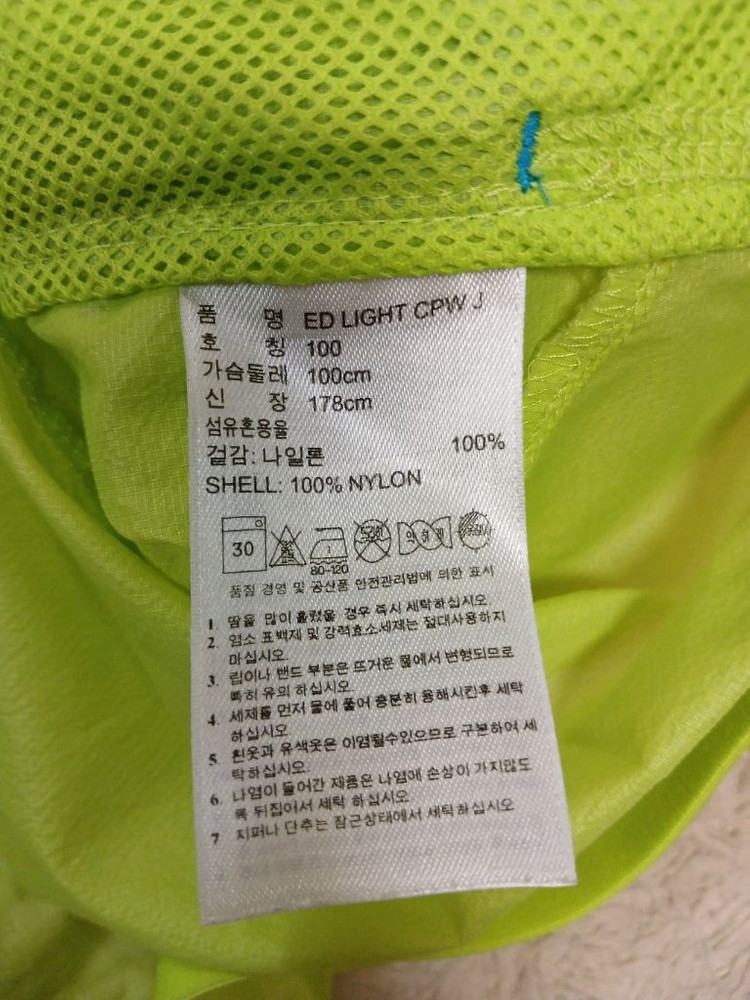 품 명 ED LIGHT CPW J
호 칭 100
가슴둘레 100cm
신 장 178cm
섬유혼용율
겉감: 나일론 100%
SHELL: 100% NYLON
30
80-120
약하게
품질 경영 및 공산품 안전관리법에 의한 표시
1. 땀을 많이 흘렸을 경우 즉시 세탁하십시오.
2. 염소 표백제 및 강력효소세제는 절대사용하지
마십시오.
3. 립이나 밴드 부분은 뜨거운 물에서 변형되므로
특히 유의 하십시오.
4. 세제를 먼저 물에 풀어 충분히 용해시킨후 세탁
하십시오
5. 흰옷과 유색옷은 이염될수있으므로 구분하여 세
탁하십시오.
6. 나염이 들어간 제품은 나염에 손상이 가지않도
록 뒤집어서 세탁 하십시오
7 지퍼나 단추는 잠근상태에서 세탁하십시오